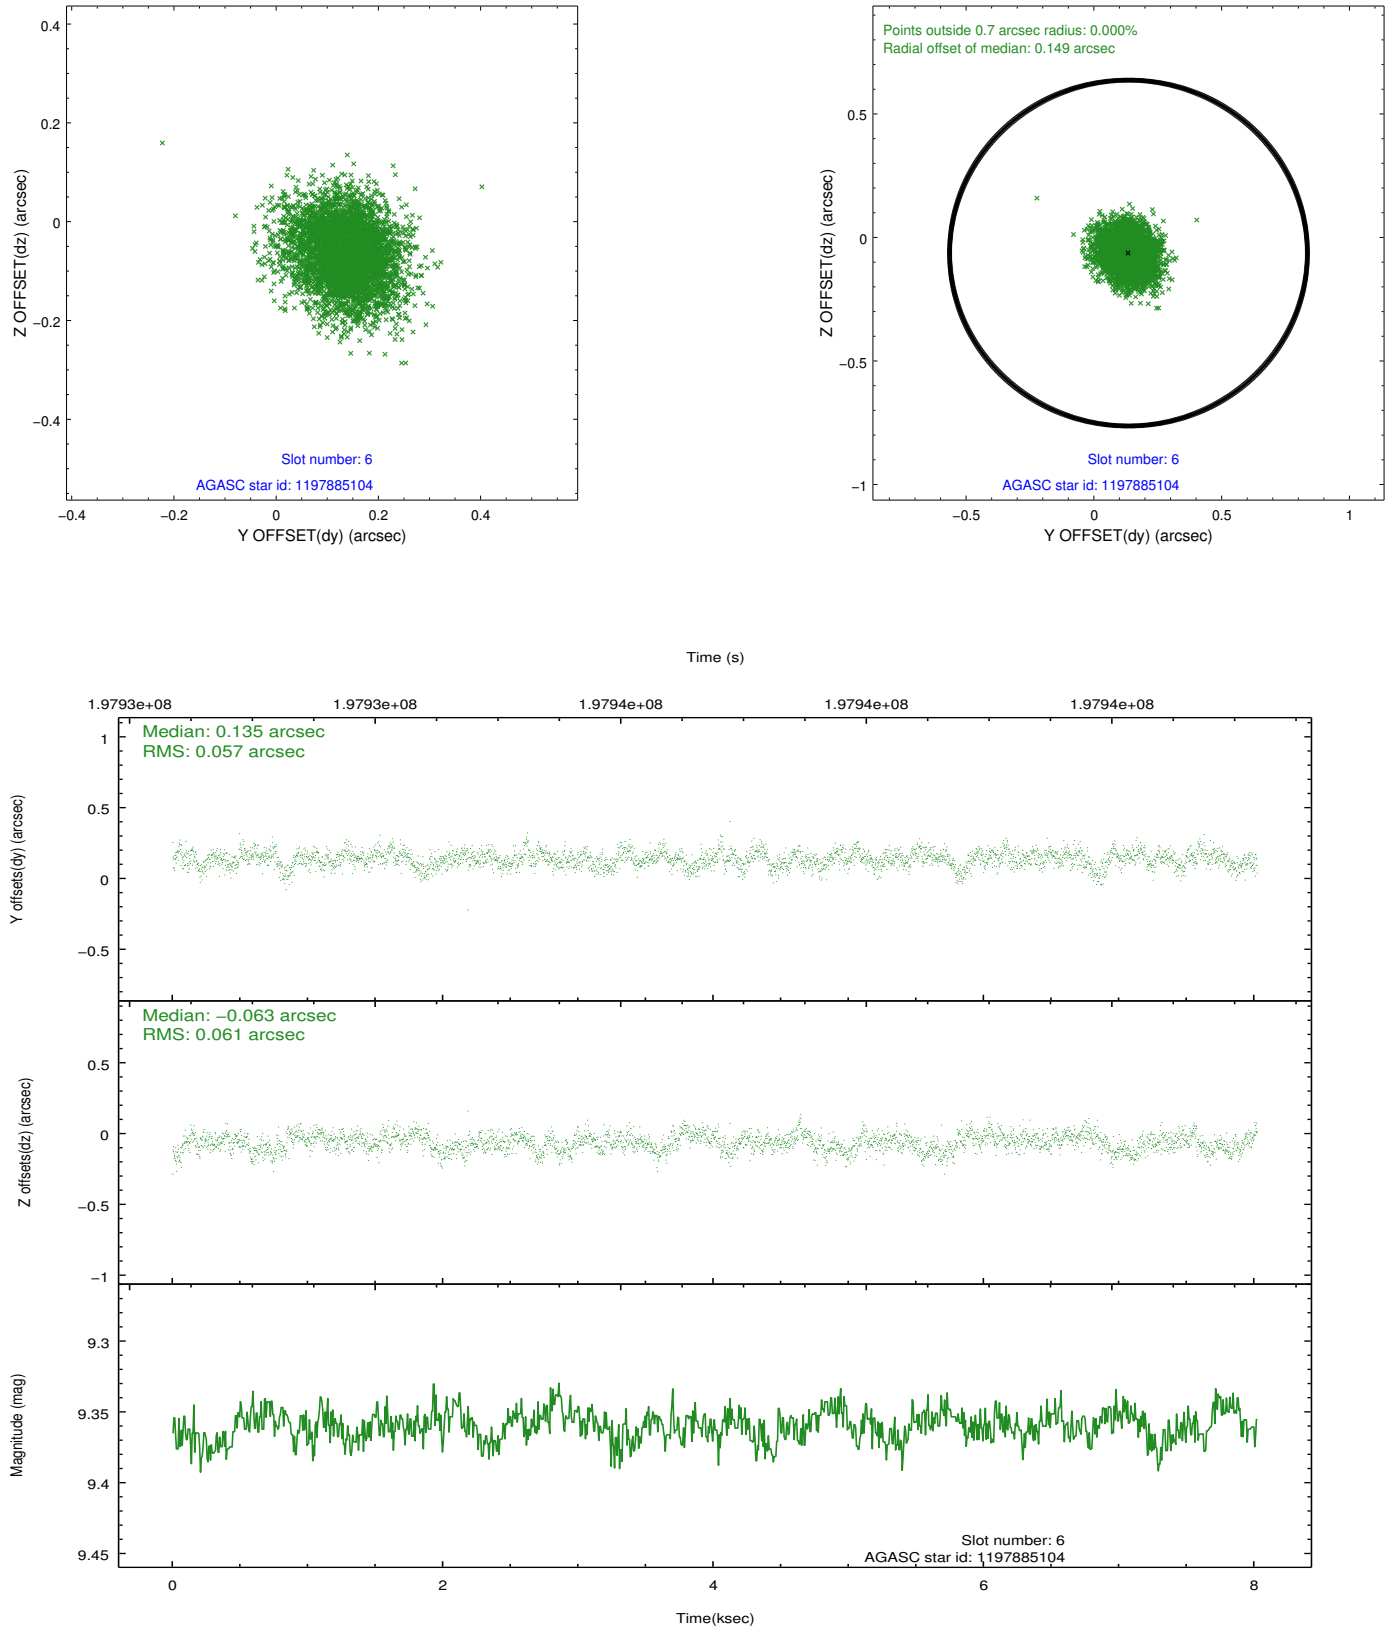 0.4
0.2
0
−0.2
−0.4
Z OFFSET(dz) (arcsec)
Slot number: 6
AGASC star id: 1197885104
−0.4 −0.2 0 0.2 0.4
Y OFFSET(dy) (arcsec)
Points outside 0.7 arcsec radius: 0.000%
Radial offset of median: 0.149 arcsec
0.5
0
−0.5
−1
Z OFFSET(dz) (arcsec)
Slot number: 6
AGASC star id: 1197885104
−0.5 0 0.5 1
Y OFFSET(dy) (arcsec)
Time (s)
1.9793e+08 1.9793e+08 1.9794e+08 1.9794e+08 1.9794e+08
Median: 0.135 arcsec
RMS: 0.057 arcsec
1
0.5
0
−0.5
Y offsets(dy) (arcsec)
Median: −0.063 arcsec
RMS: 0.061 arcsec
0.5
0
−0.5
−1
Z offsets(dz) (arcsec)
9.3
9.35
9.4
9.45
Magnitude (mag)
Slot number: 6
AGASC star id: 1197885104
0 2 4 6 8
Time(ksec)